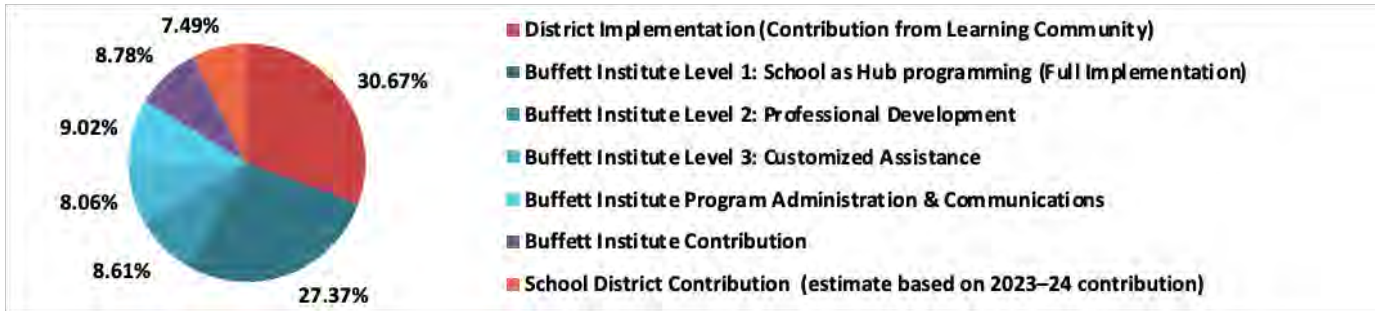 7.49%
8.78%
30.67%
9.02%
8.06%
8.61%
27.37%
District Implementation (Contribution from Learning Community)
Buffett Institute Level 1: School as Hub programming (Full Implementation)
Buffett Institute Level 2: Professional Development
Buffett Institute Level 3: Customized Assistance
Buffett Institute Program Administration & Communications
Buffett Institute Contribution
School District Contribution (estimate based on 2023–24 contribution)